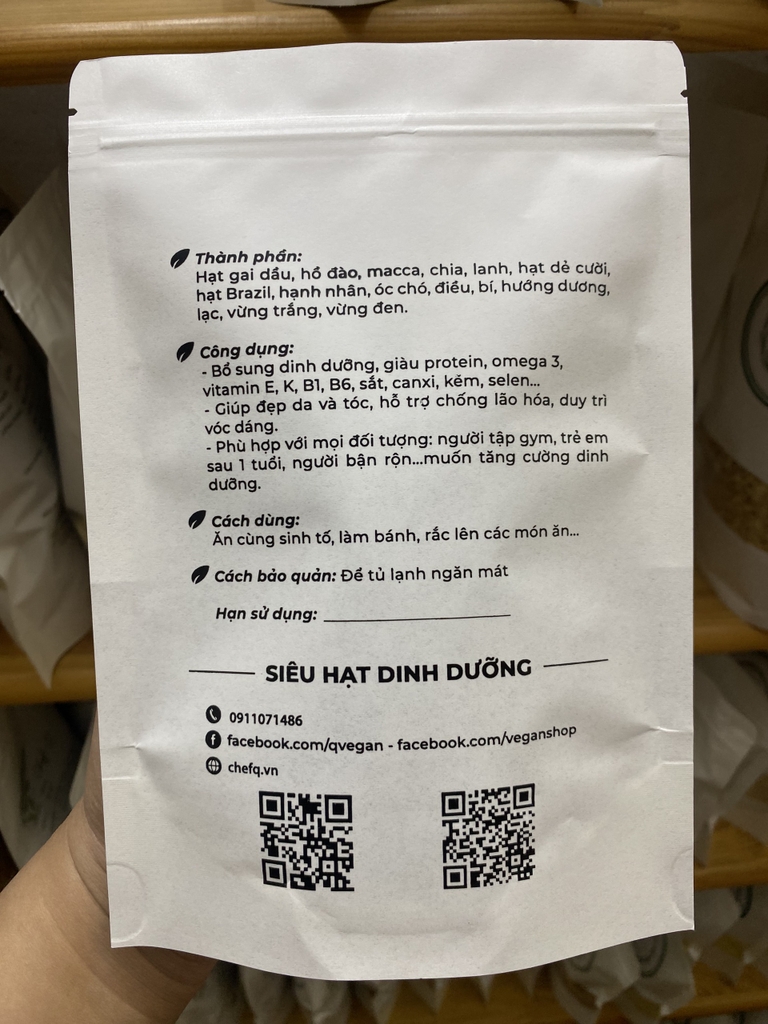 Thành phần:
Hạt gai dầu, hồ đào, macca, chia, lanh, hạt dẻ cười,
hạt Brazil, hạnh nhân, óc chó, điều, bí, hướng dương,
lạc, vừng trắng, vừng đen.
Công dụng:
- Bổ sung dinh dưỡng, giàu protein, omega 3,
vitamin E, K, B1, B6, sắt, canxi, kẽm, selen...
- Giúp đẹp da và tóc, hỗ trợ chống lão hóa, duy trì
vóc dáng.
- Phù hợp với mọi đối tượng: người tập gym, trẻ em
sau 1 tuổi, người bận rộn...muốn tăng cường dinh
dưỡng.
Cách dùng:
Ăn cùng sinh tố, làm bánh, rắc lên các món ăn...
Cách bảo quản: Để tủ lạnh ngăn mát
Hạn sử dụng: ____________________
SIÊU HẠT DINH DƯỠNG
0911071486
facebook.com/qvegan - facebook.com/veganshop
chefq.vn